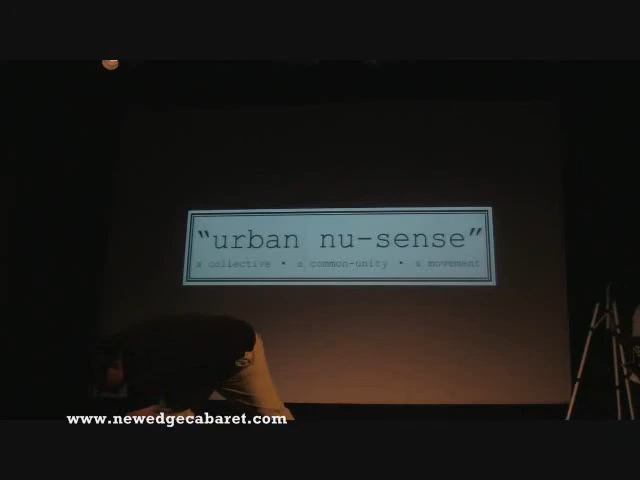 "urban nu-sense"
a collective • a common-unity • a movement
www.newedgecabaret.com